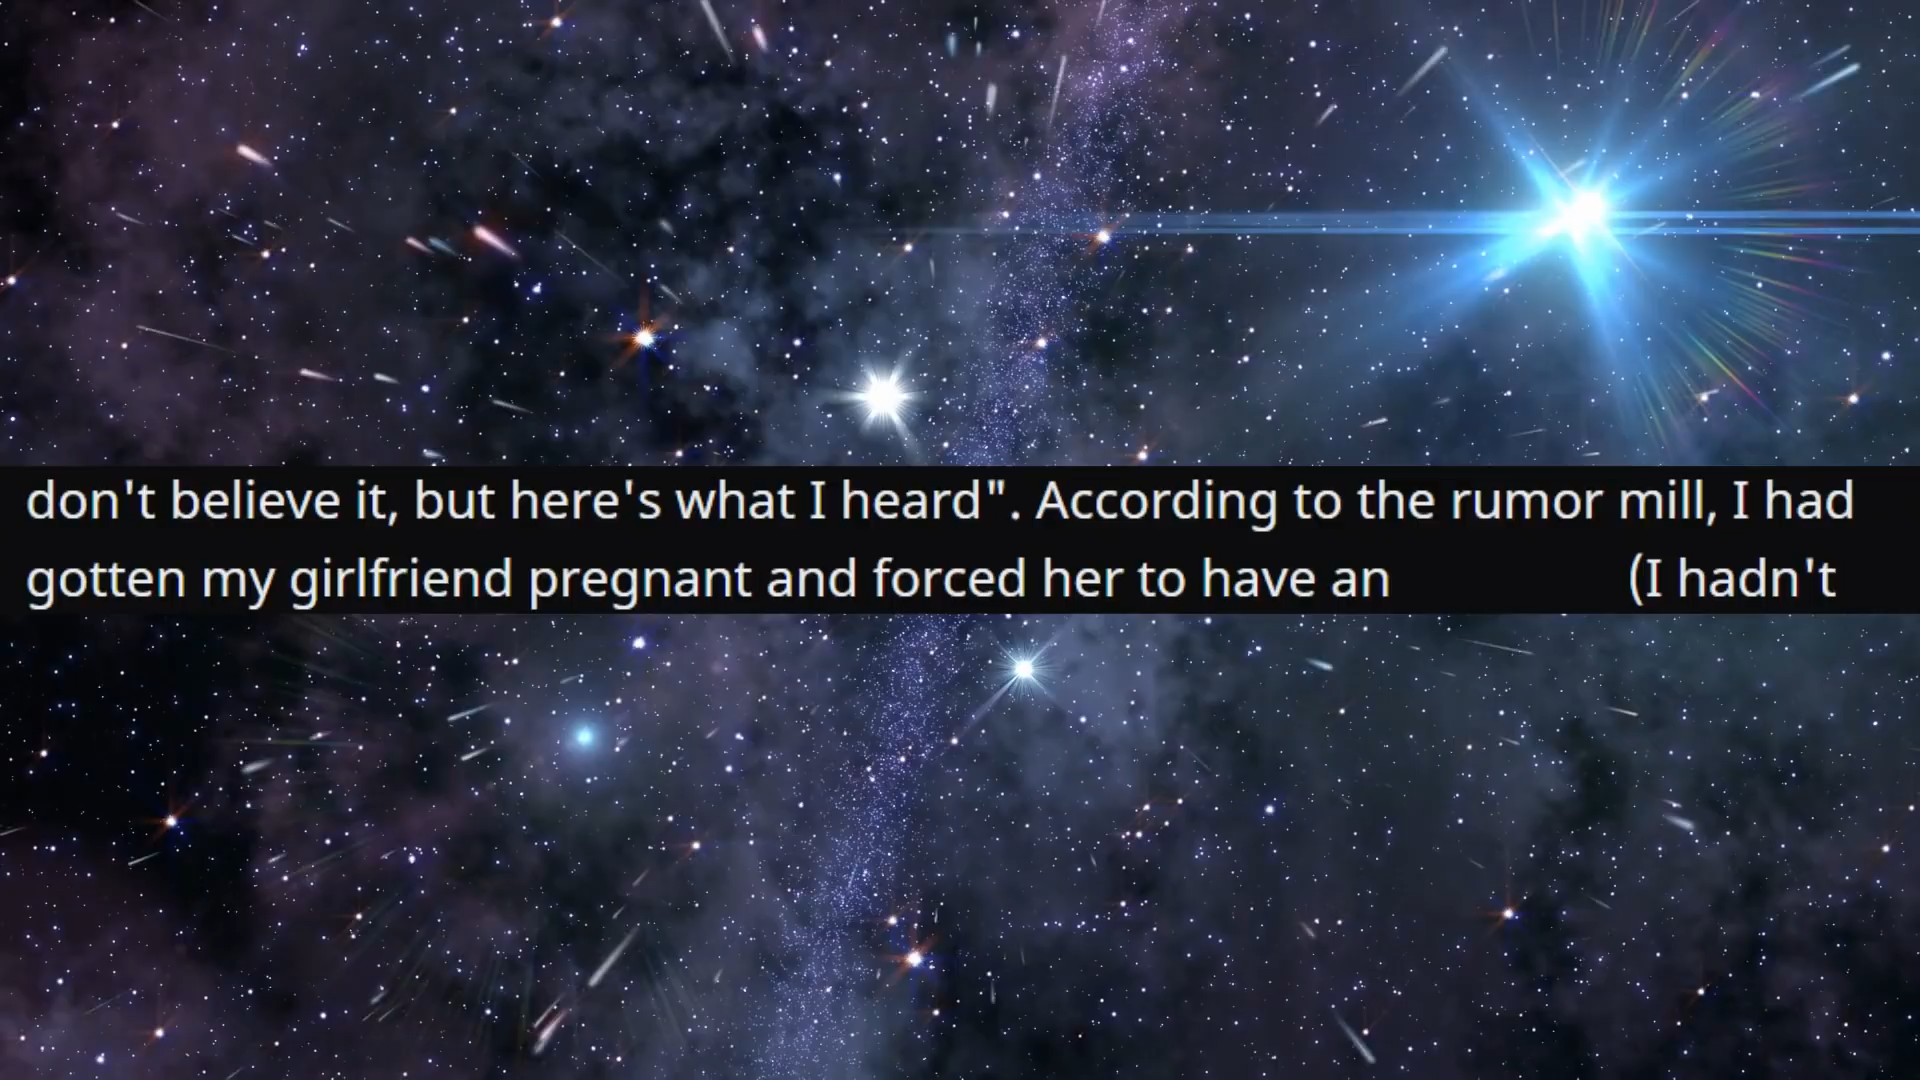 don't believe it, but here's what I heard". According to the rumor mill, I had
gotten my girlfriend pregnant and forced her to have an (I hadn't